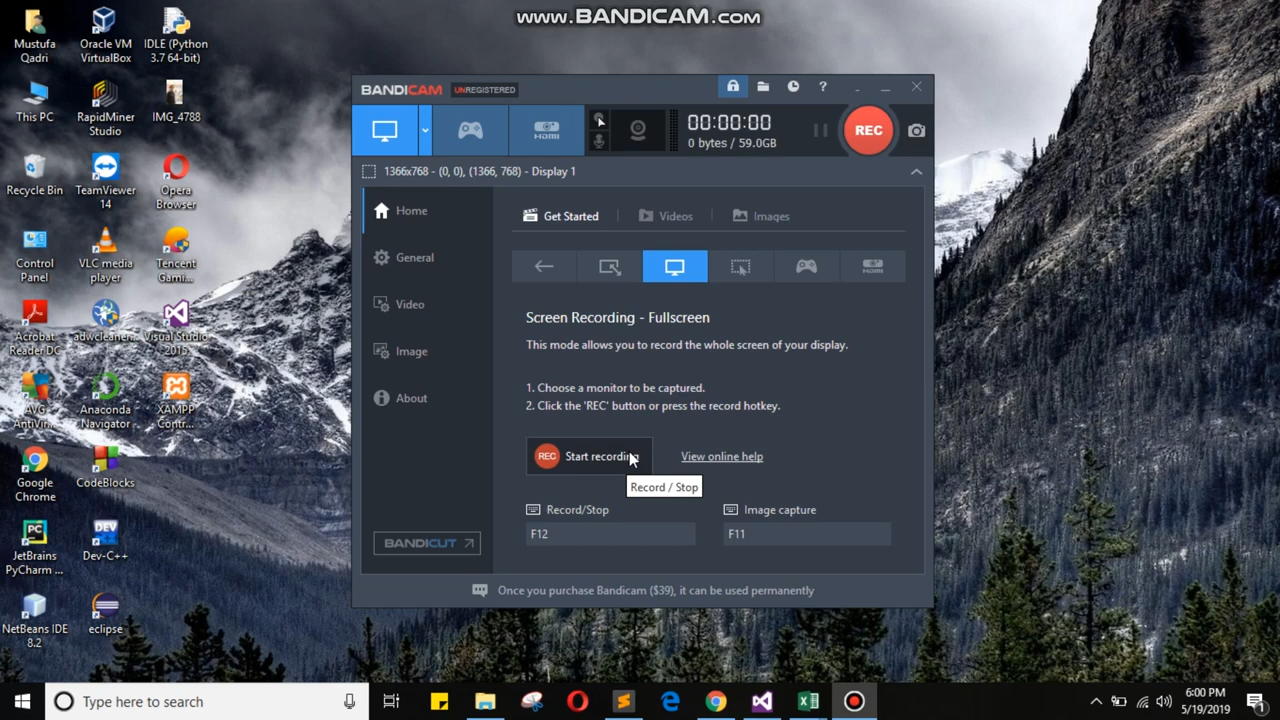 www.BANDICAM.com
Mustufa
Qadri
Oracle VM
VirtualBox
IDLE (Python
3.7 64-bit)
This PC
RapidMiner
Studio
IMG_4788
Recycle Bin
TeamViewer
14
Opera
Browser
Control
Panel
VLC media
player
Tencent
Gami...
Acrobat
Reader DC
adwcleaner...
Visual Studio
2015
AVG
AntiVir...
Anaconda
Navigator
XAMPP
Contr...
Google
Chrome
CodeBlocks
JetBrains
PyCharm ...
Dev-C++
NetBeans IDE
8.2
eclipse
BANDICAM UNREGISTERED
HDMI
00:00:00
0 bytes / 59.0GB
REC
1366x768 - (0, 0), (1366, 768) - Display 1
Home
General
Video
Image
About
BANDICUT
Get Started
Videos
Images
HDMI
Screen Recording - Fullscreen
This mode allows you to record the whole screen of your display.
1. Choose a monitor to be captured.
2. Click the 'REC' button or press the record hotkey.
REC Start recording
View online help
Record / Stop
Record/Stop
Image capture
F12
F11
Once you purchase Bandicam ($39), it can be used permanently
Type here to search
6:00 PM
5/19/2019
1